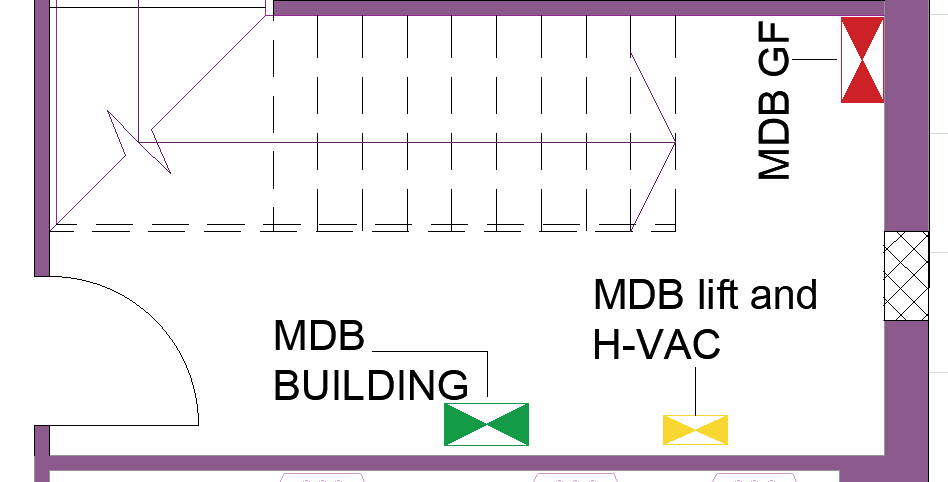 MDB GF
MDB lift and
H-VAC
MDB
BUILDING